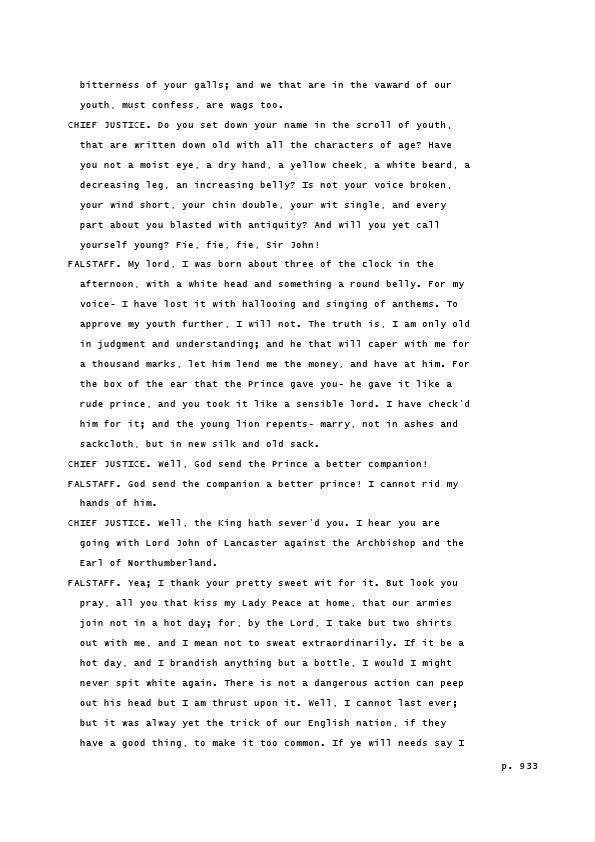 bitterness of your galls; and we that are in the vaward of our
youth, must confess, are wags too.
CHIEF JUSTICE. Do you set down your name in the scroll of youth,
that are written down old with all the characters of age? Have
you not a moist eye, a dry hand, a yellow cheek, a white beard, a
decreasing leg, an increasing belly? Is not your voice broken,
your wind short, your chin double, your wit single, and every
part about you blasted with antiquity? And will you yet call
yourself young? Fie, fie, fie, Sir John!
FALSTAFF. My lord, I was born about three of the clock in the
afternoon, with a white head and something a round belly. For my
voice- I have lost it with hallooing and singing of anthems. To
approve my youth further, I will not. The truth is, I am only old
in judgment and understanding; and he that will caper with me for
a thousand marks, let him lend me the money, and have at him. For
the box of the ear that the Prince gave you- he gave it like a
rude prince, and you took it like a sensible lord. I have check'd
him for it; and the young lion repents- marry, not in ashes and
sackcloth, but in new silk and old sack.
CHIEF JUSTICE. Well, God send the Prince a better companion!
FALSTAFF. God send the companion a better prince! I cannot rid my
hands of him.
CHIEF JUSTICE. Well, the King hath sever'd you. I hear you are
going with Lord John of Lancaster against the Archbishop and the
Earl of Northumberland.
FALSTAFF. Yea; I thank your pretty sweet wit for it. But look you
pray, all you that kiss my Lady Peace at home, that our armies
join not in a hot day; for, by the Lord, I take but two shirts
out with me, and I mean not to sweat extraordinarily. If it be a
hot day, and I brandish anything but a bottle, I would I might
never spit white again. There is not a dangerous action can peep
out his head but I am thrust upon it. Well, I cannot last ever;
but it was alway yet the trick of our English nation, if they
have a good thing, to make it too common. If ye will needs say I
p. 933